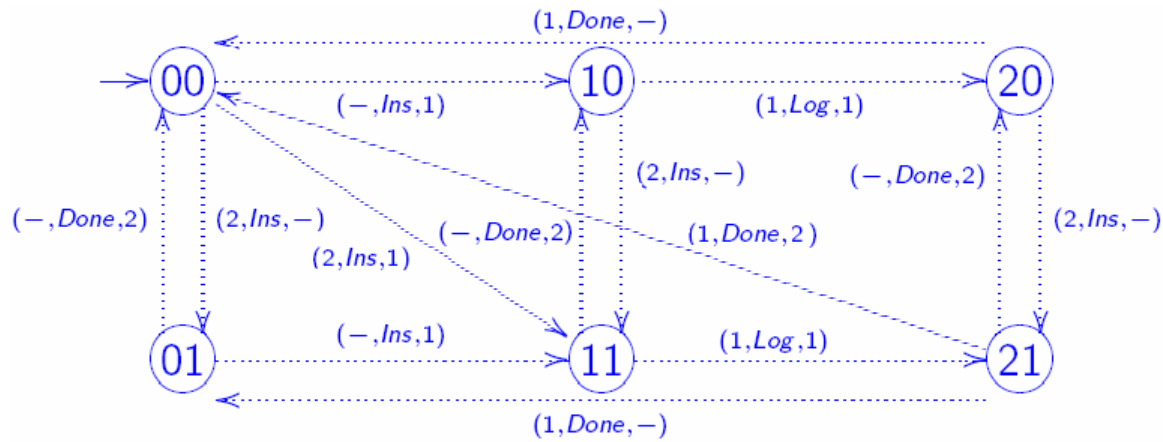 (1,Done,−)
00 10 20
(−,Ins,1) (1,Log,1)
(2,Ins,−) (−,Done,2)
(−,Done,2) (2,Ins,−) (−,Done,2) (1,Done,2) (2,Ins,−)
(2,Ins,1)
(−,Ins,1) (1,Log,1)
01 11 21
(1,Done,−)